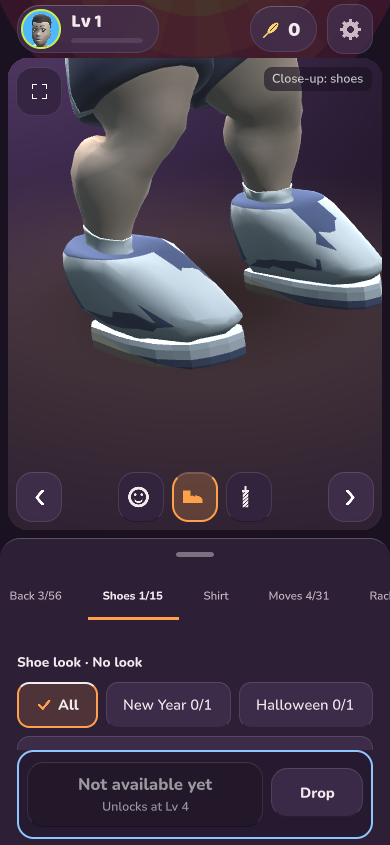 Lv 1
0
Close-up: shoes
Back 3/56
Shoes 1/15
Shirt
Moves 4/31
Shoe look · No look
All
New Year 0/1
Halloween 0/1
Not available yet
Unlocks at Lv 4
Drop